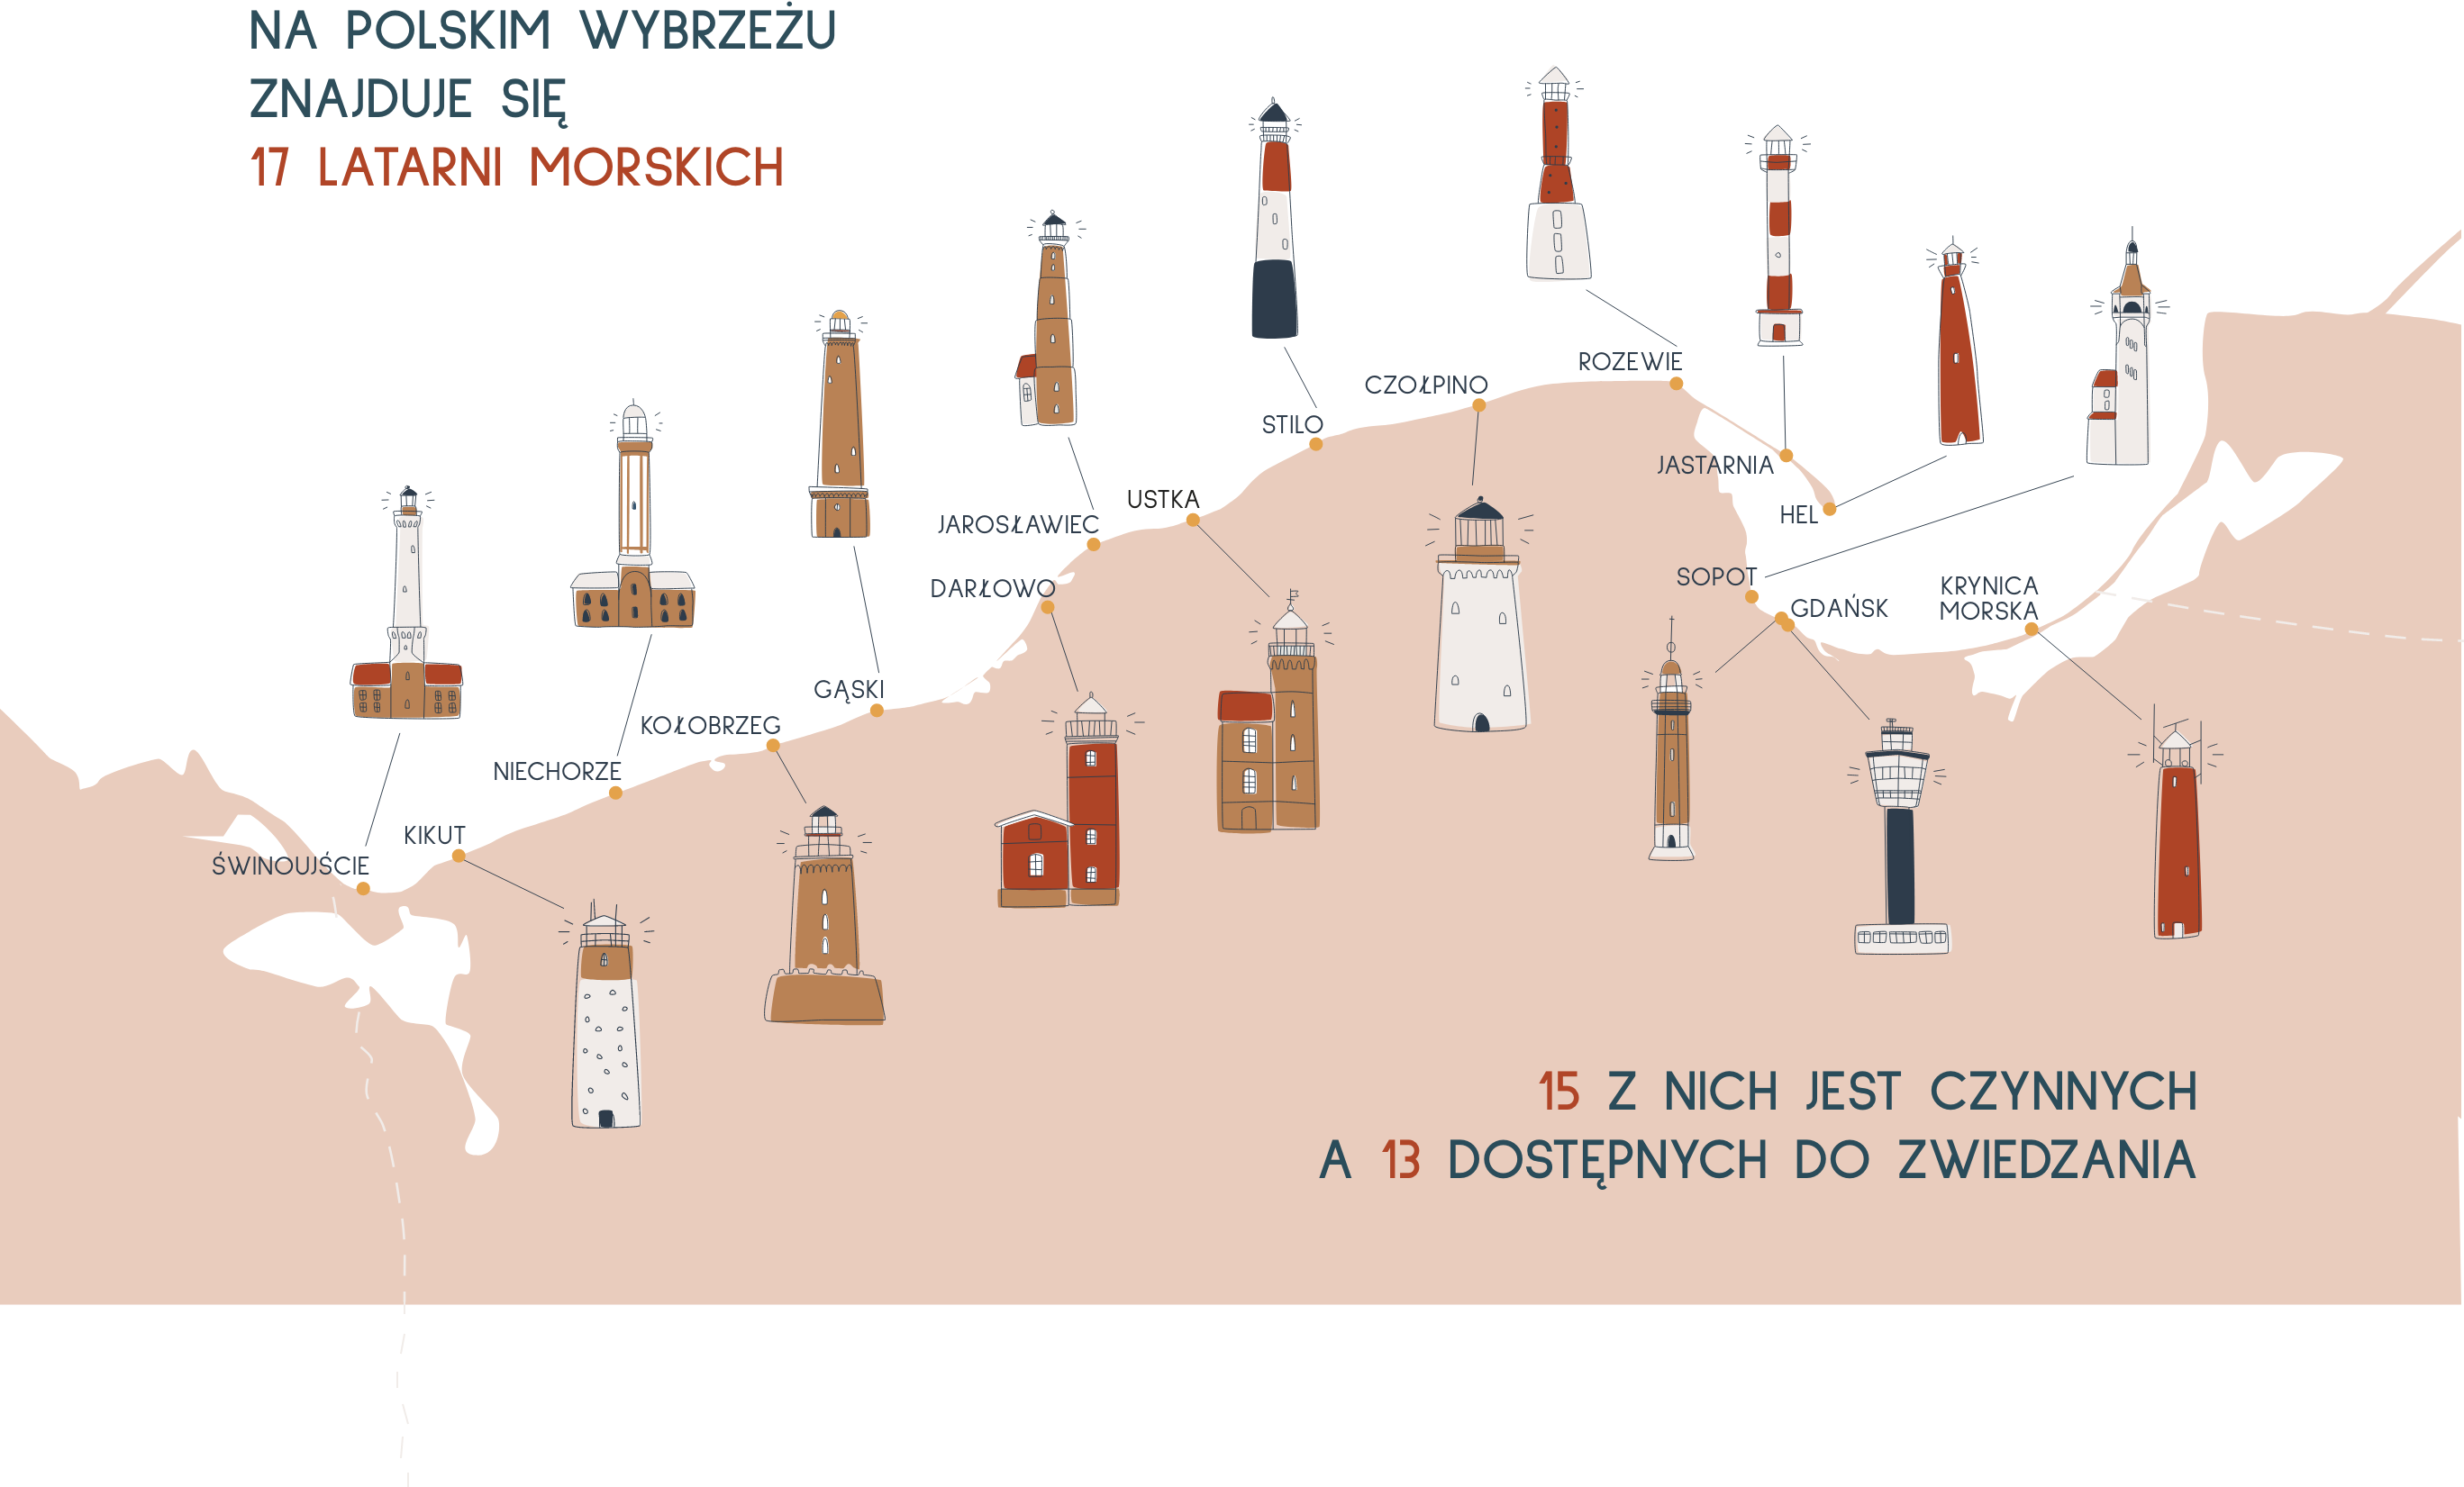 NA POLSKIM WYBRZEŻU
ZNAJDUJE SIĘ
17 LATARNI MORSKICH
ROZEWIE
CZOŁPINO
STILO
JASTARNIA
USTKA
HEL
JAROSŁAWIEC
SOPOT
KRYNICA
MORSKA
DARŁOWO
GDAŃSK
GĄSKI
KOŁOBRZEG
NIECHORZE
KIKUT
ŚWINOUJŚCIE
15 Z NICH JEST CZYNNYCH
A 13 DOSTĘPNYCH DO ZWIEDZANIA